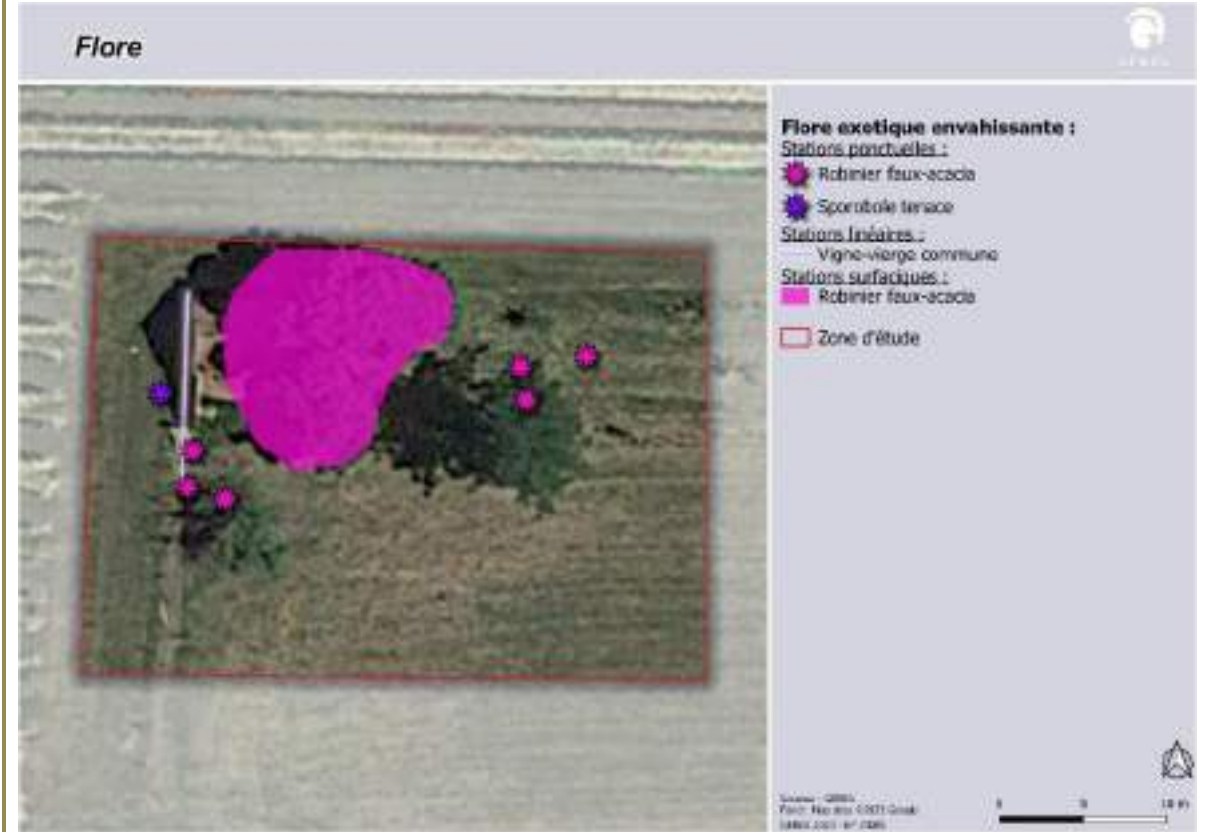 Flore
Flore exotique envahissante :
Stations ponctuelles :
Robinier faux-acacia
Sporobole tenace
Stations linéaires :
Vigne-vierge commune
Stations surfaciques :
Robinier faux-acacia
Zone d'étude
10 m